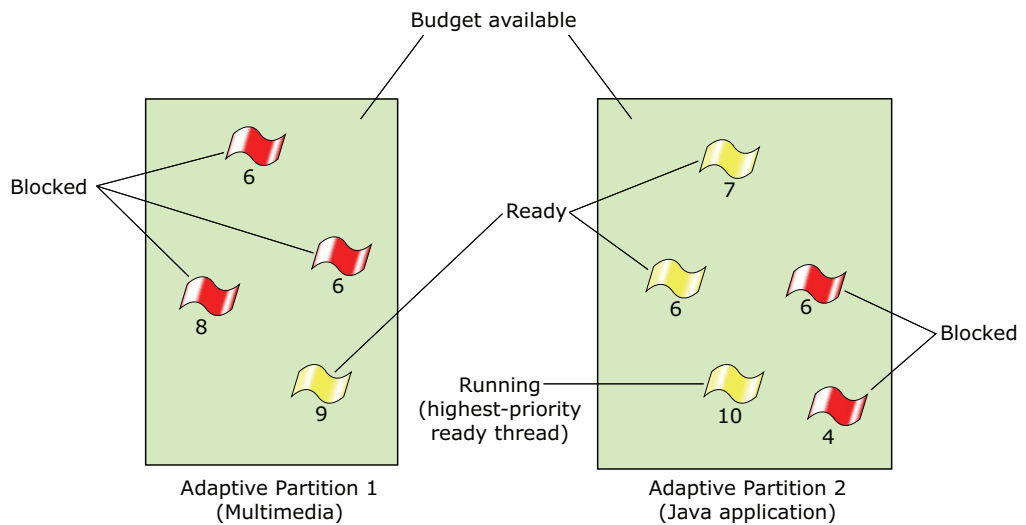 Budget available
Blocked
6
6
8
9
Adaptive Partition 1
(Multimedia)
Ready
Running
(highest-priority
ready thread)
7
6
6
10
4
Blocked
Adaptive Partition 2
(Java application)